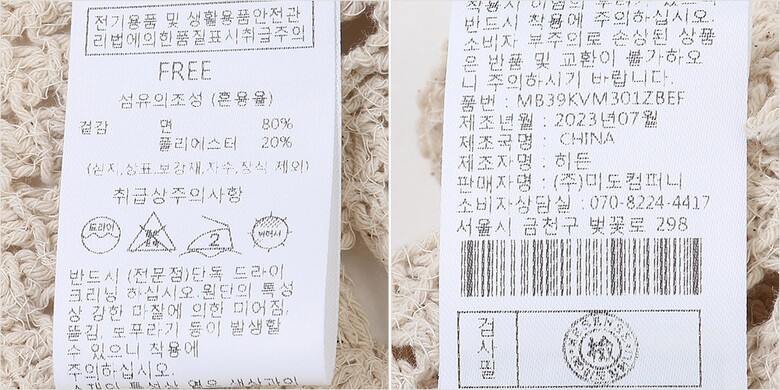 전기용품 및 생활용품안전관
리법에의한품질표시취급주의
FREE
섬유의조성 (혼용율)
겉감 면 80%
폴리에스터 20%
(심지,상표,보강재,자수,장식 제외)
취급상주의사항
드라이
2
반드시 (전문점)단독 드라이
크리닝 하십시오.원단의 특성
상 강한 마찰에 의한 미어짐,
뜯김, 보푸라기 등이 발생할
수 있으니 착용에
주의하십시오.
반드시 착용에 주의하십시오.
소비자 부주의로 손상된 상품
은 반품 및 교환이 불가하오
니 주의하시기 바랍니다.
품번 : MB39KVM301ZBEF
제조년월 : 2023년07월
제조국명 : CHINA
제조자명 : 히든
판매자명 : (주)미도컴퍼니
소비자상담실 : 070-8224-4417
서울시 금천구 벚꽃로 298
검사필